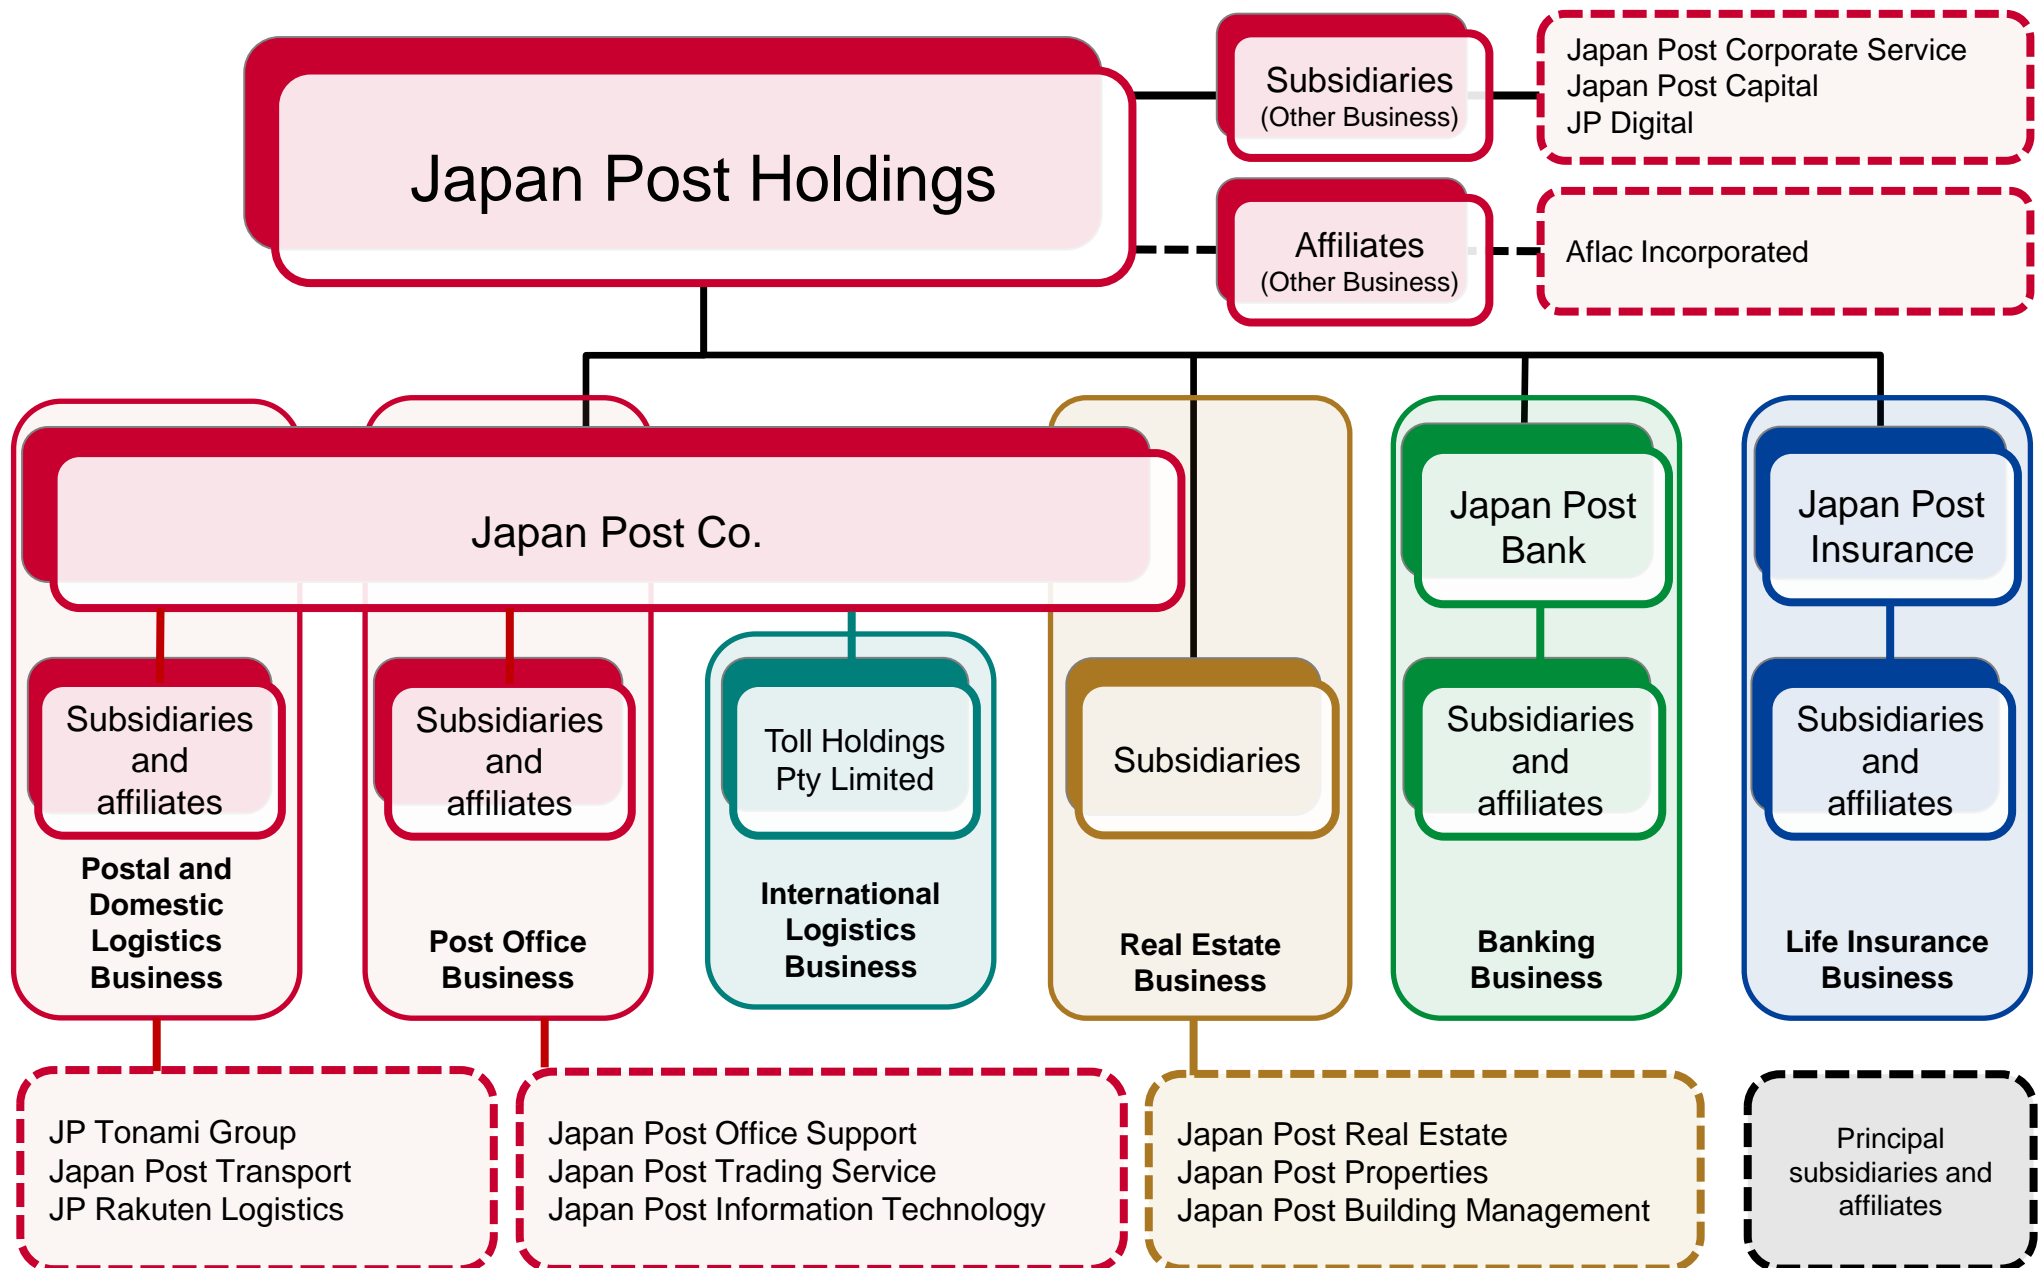 Japan Post Holdings
Subsidiaries
(Other Business)
Japan Post Corporate Service
Japan Post Capital
JP Digital
Affiliates
(Other Business)
Aflac Incorporated
Japan Post Co.
Japan Post
Bank
Japan Post
Insurance
Subsidiaries
and
affiliates
Postal and
Domestic
Logistics
Business
Subsidiaries
and
affiliates
Post Office
Business
Toll Holdings
Pty Limited
International
Logistics
Business
Subsidiaries
Real Estate
Business
Subsidiaries
and
affiliates
Banking
Business
Subsidiaries
and
affiliates
Life Insurance
Business
JP Tonami Group
Japan Post Transport
JP Rakuten Logistics
Japan Post Office Support
Japan Post Trading Service
Japan Post Information Technology
Japan Post Real Estate
Japan Post Properties
Japan Post Building Management
Principal
subsidiaries and
affiliates